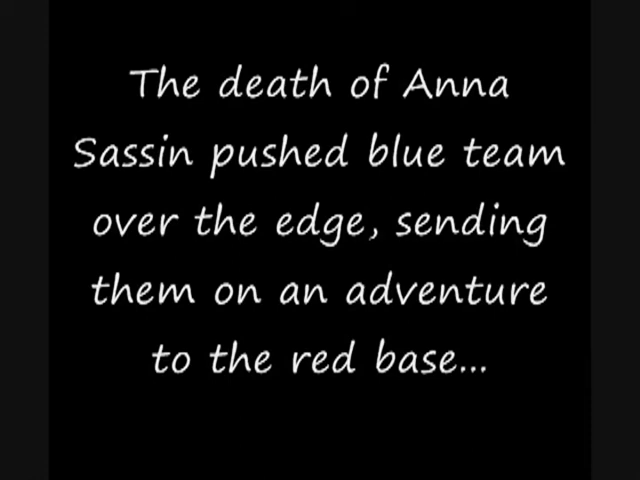 The death of Anna
Sassin pushed blue team
over the edge, sending
them on an adventure
to the red base...